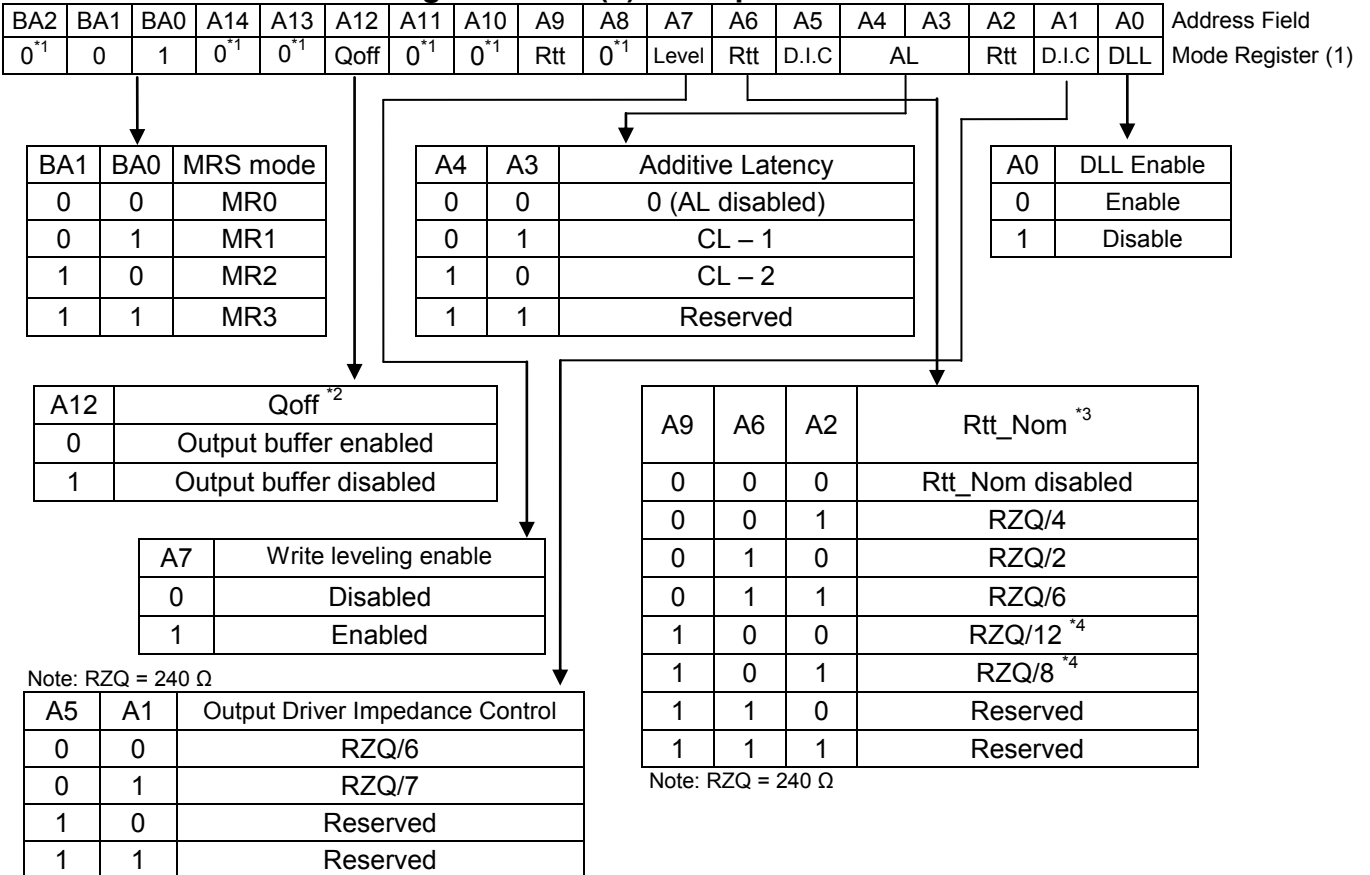 BA2 BA1 BA0 A14 A13 A12 A11 A10 A9 A8 A7 A6 A5 A4 A3 A2 A1 A0 Address Field
0*1 0 1 0*1 0*1 Qoff 0*1 0*1 Rtt 0*1 Level Rtt D.I.C AL Rtt D.I.C DLL Mode Register (1)
BA1 BA0 MRS mode
0 0 MR0
0 1 MR1
1 0 MR2
1 1 MR3
A4 A3 Additive Latency
0 0 0 (AL disabled)
0 1 CL – 1
1 0 CL – 2
1 1 Reserved
A0 DLL Enable
0 Enable
1 Disable
A12 Qoff *2
0 Output buffer enabled
1 Output buffer disabled
A7 Write leveling enable
0 Disabled
1 Enabled
Note: RZQ = 240 Ω
A5 A1 Output Driver Impedance Control
0 0 RZQ/6
0 1 RZQ/7
1 0 Reserved
1 1 Reserved
A9 A6 A2 Rtt_Nom *3
0 0 0 Rtt_Nom disabled
0 0 1 RZQ/4
0 1 0 RZQ/2
0 1 1 RZQ/6
1 0 0 RZQ/12 *4
1 0 1 RZQ/8 *4
1 1 0 Reserved
1 1 1 Reserved
Note: RZQ = 240 Ω